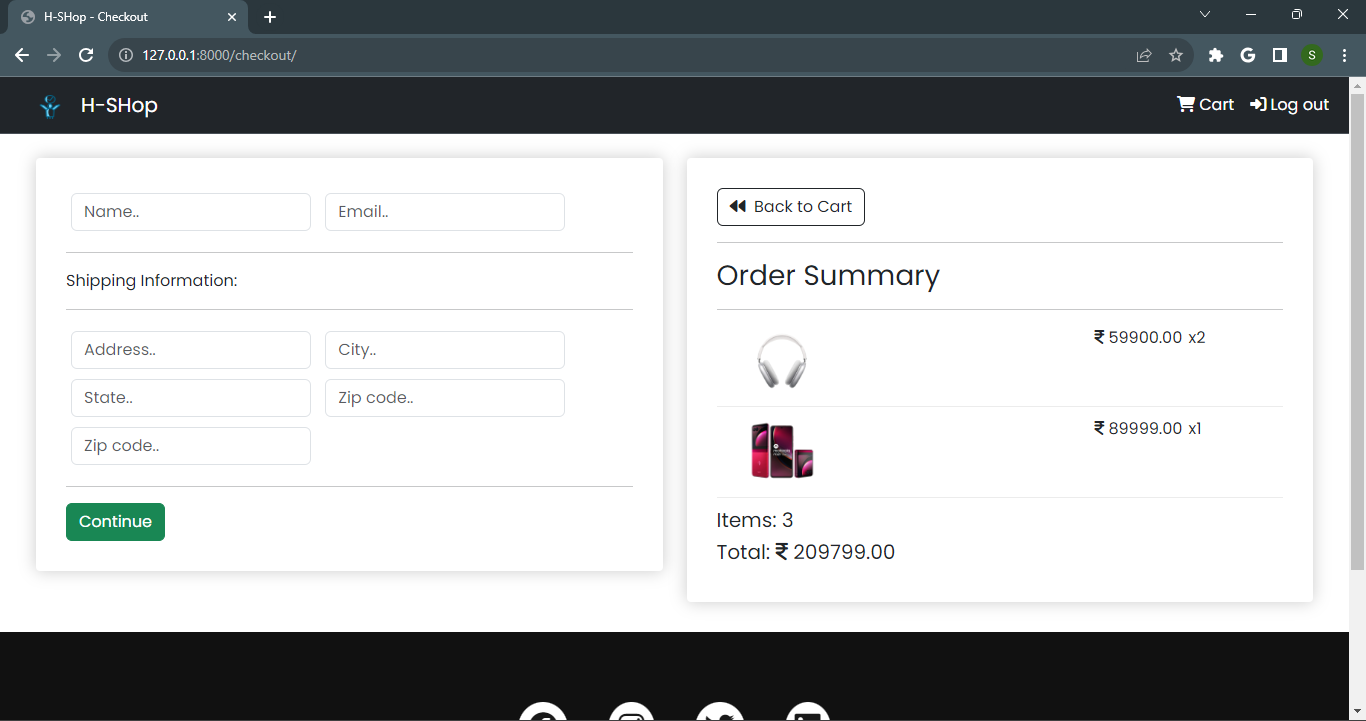 H-SHop - Checkout
127.0.0.1:8000/checkout/
G
S
H-SHop
Cart
Log out
Name..
Email..
Shipping Information:
Address..
City..
State..
Zip code..
Zip code..
Continue
Back to Cart
Order Summary
₹ 59900.00 x2
₹ 89999.00 x1
Items: 3
Total: ₹ 209799.00